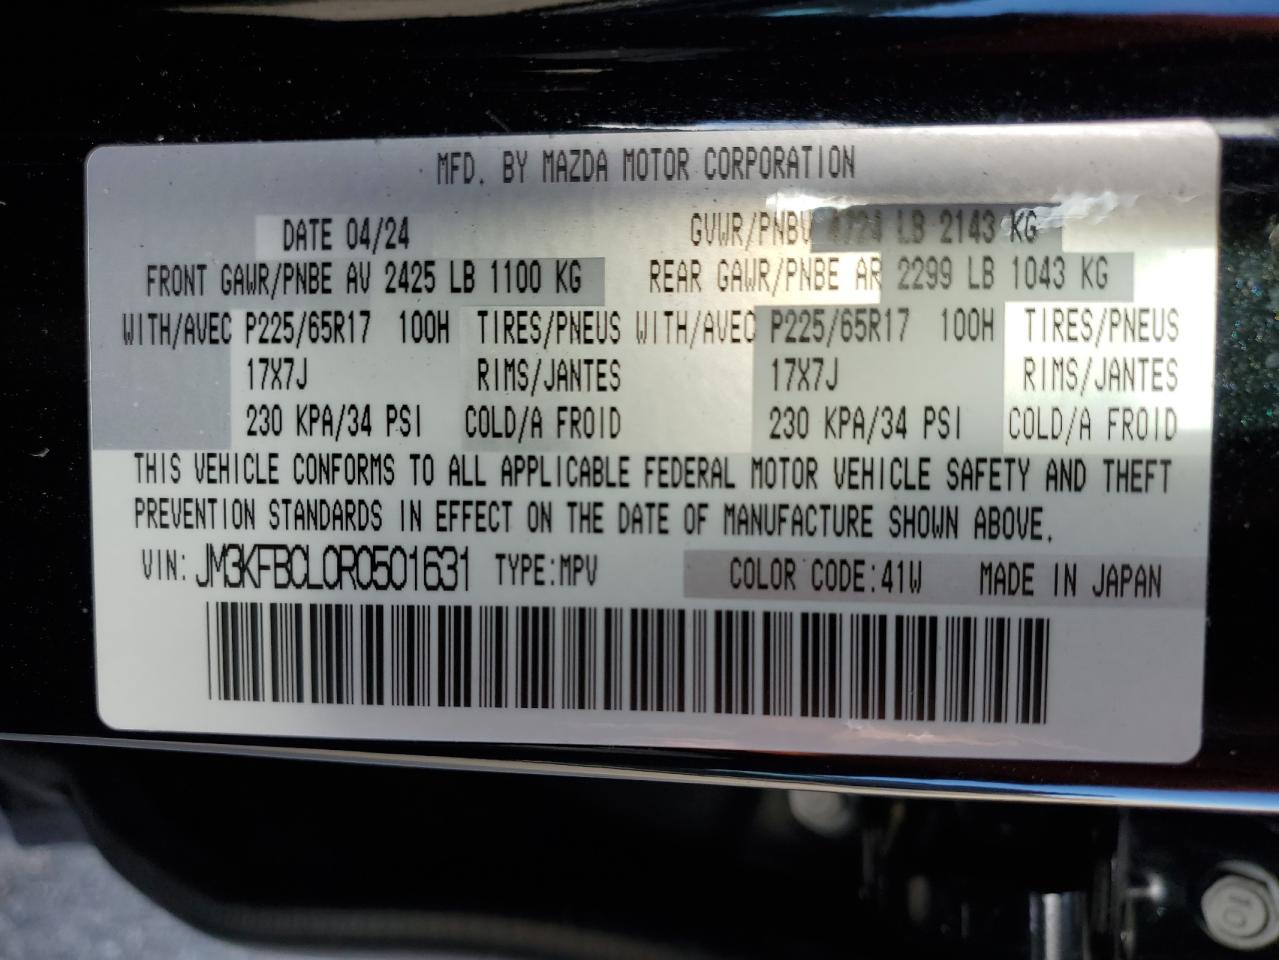 MFD. BY MAZDA MOTOR CORPORATION
DATE 04/24 GVWR/PNBV 4724 LB 2143 KG
FRONT GAWR/PNBE AV 2425 LB 1100 KG REAR GAWR/PNBE AR 2299 LB 1043 KG
WITH/AVEC P225/65R17 100H TIRES/PNEUS WITH/AVEC P225/65R17 100H TIRES/PNEUS
17X7J RIMS/JANTES 17X7J RIMS/JANTES
230 KPA/34 PSI COLD/A FROID 230 KPA/34 PSI COLD/A FROID
THIS VEHICLE CONFORMS TO ALL APPLICABLE FEDERAL MOTOR VEHICLE SAFETY AND THEFT
PREVENTION STANDARDS IN EFFECT ON THE DATE OF MANUFACTURE SHOWN ABOVE.
VIN: JM3KFBCL0R0501631 TYPE:MPV COLOR CODE:41W MADE IN JAPAN
10